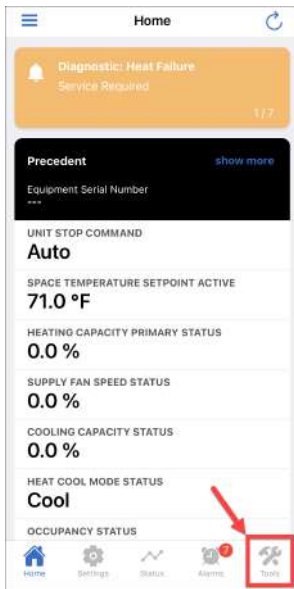 Home
Diagnostic: Heat Failure
Service Required
1/7
Precedent
show more
Equipment Serial Number
---
UNIT STOP COMMAND
Auto
SPACE TEMPERATURE SETPOINT ACTIVE
71.0 °F
HEATING CAPACITY PRIMARY STATUS
0.0 %
SUPPLY FAN SPEED STATUS
0.0 %
COOLING CAPACITY STATUS
0.0 %
HEAT COOL MODE STATUS
Cool
OCCUPANCY STATUS
7
Home Settings Status Alarms Tools